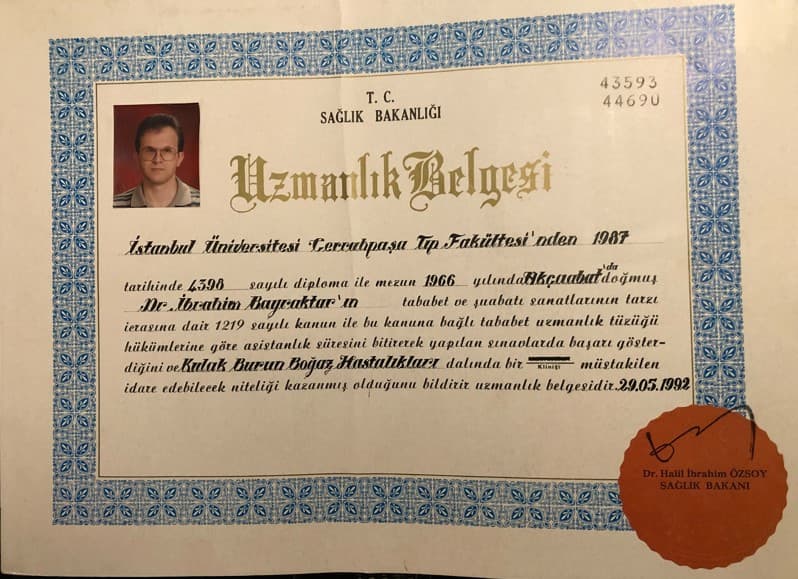 43593
44690
T. C.
SAĞLIK BAKANLIĞI
Uzmanlık Belgesi
İstanbul Üniversitesi Cerrahpaşa Tıp Fakültesi'nden 1987
tarihinde 4398 sayılı diploma ile mezun 1966 yılında Akçaabat'da doğmuş
Dr. İbrahim Bayraktar'ın tababet ve şuabatı sanatlarının tarzı
icrasına dair 1219 sayılı kanun ile bu kanuna bağlı tababet uzmanlık tüzüğü
hükümlerine göre asistanlık süresini bitirerek yapılan sınavlarda başarı göster-
diğini ve Kulak Burun Boğaz Hastalıkları dalında bir Kliniği müstakilen
idare edebilecek niteliği kazanmış olduğunu bildirir uzmanlık belgesidir. 29.05.1992
Dr. Halil İbrahim ÖZSOY
SAĞLIK BAKANI